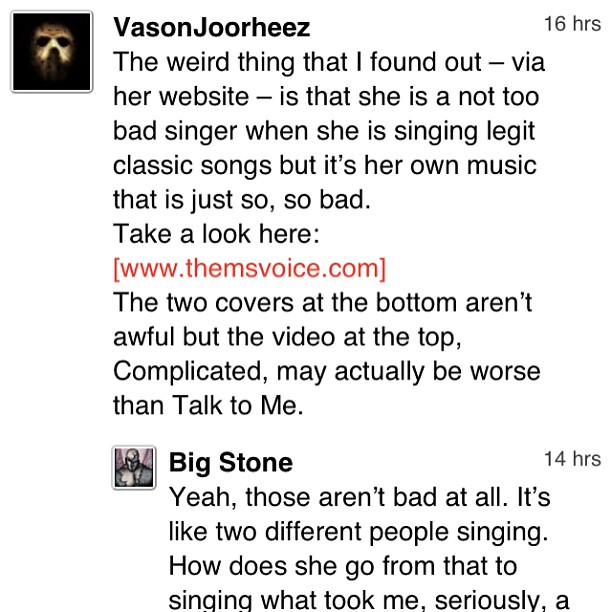 VasonJoorheez 16 hrs
The weird thing that I found out – via
her website – is that she is a not too
bad singer when she is singing legit
classic songs but it's her own music
that is just so, so bad.
Take a look here:
[www.themsvoice.com]
The two covers at the bottom aren't
awful but the video at the top,
Complicated, may actually be worse
than Talk to Me.
Big Stone 14 hrs
Yeah, those aren't bad at all. It's
like two different people singing.
How does she go from that to
singing what took me, seriously, a